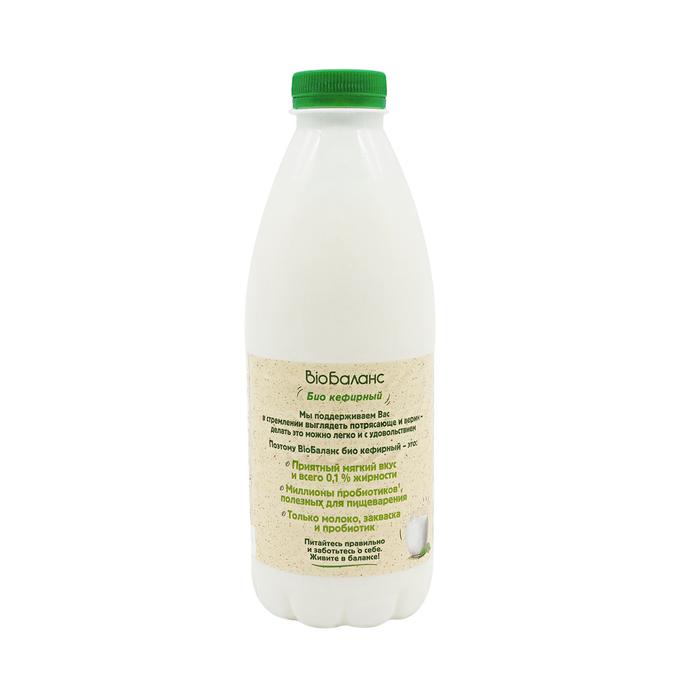 BioБаланс
Био кефирный
Мы поддерживаем Вас
в стремлении выглядеть потрясающе и верим –
делать это можно легко и с удовольствием
Поэтому BioБаланс био кефирный – это:
Приятный мягкий вкус
и всего 0,1 % жирности
Миллионы пробиотиков¹,
полезных для пищеварения
Только молоко, закваска
и пробиотик
Питайтесь правильно
и заботьтесь о себе.
Живите в балансе!